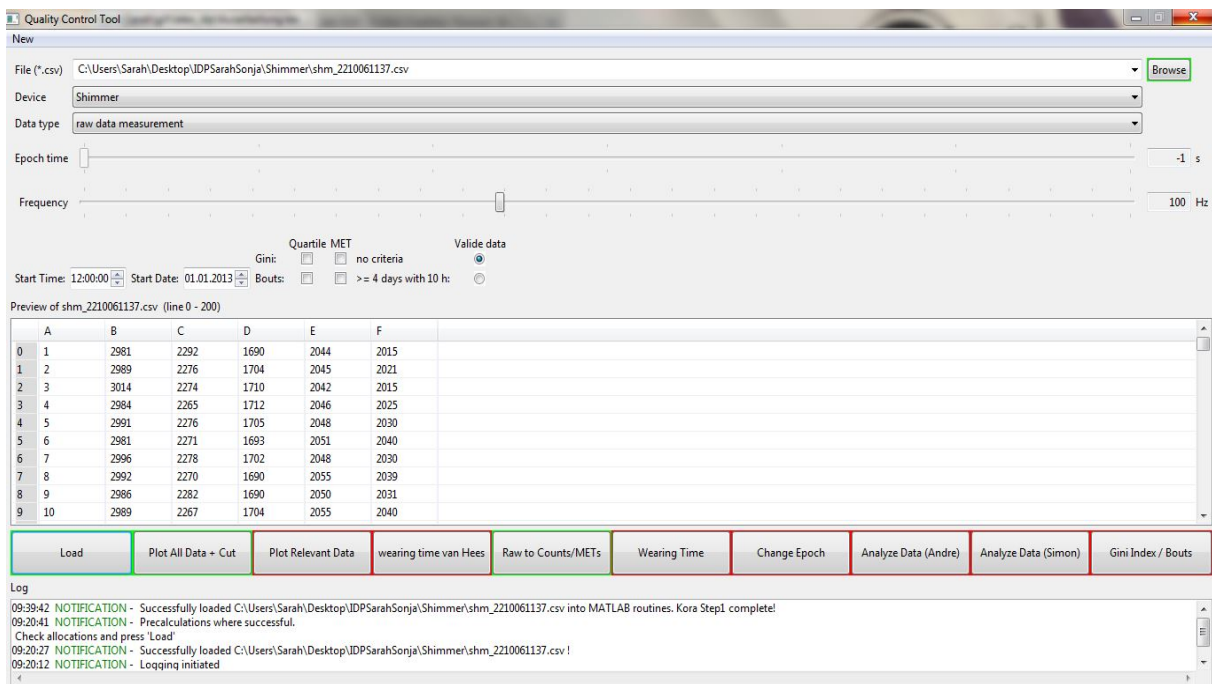 Quality Control Tool
New
File (*.csv) C:\Users\Sarah\Desktop\IDPSarahSonja\Shimmer\shm_2210061137.csv Browse
Device Shimmer
Data type raw data measurement
Epoch time -1 s
Frequency 100 Hz
Quartile MET Valide data
Gini: no criteria
Start Time: 12:00:00 Start Date: 01.01.2013 Bouts: >= 4 days with 10 h:
Preview of shm_2210061137.csv (line 0 - 200)
A B C D E F
0 1 2981 2292 1690 2044 2015
1 2 2989 2276 1704 2045 2021
2 3 3014 2274 1710 2042 2015
3 4 2984 2265 1712 2046 2025
4 5 2991 2276 1705 2048 2030
5 6 2981 2271 1693 2051 2040
6 7 2996 2278 1702 2048 2030
7 8 2992 2270 1690 2055 2039
8 9 2986 2282 1690 2050 2031
9 10 2989 2267 1704 2055 2040
Load Plot All Data + Cut Plot Relevant Data wearing time van Hees Raw to Counts/METs Wearing Time Change Epoch Analyze Data (Andre) Analyze Data (Simon) Gini Index / Bouts
Log
09:39:42 NOTIFICATION - Successfully loaded C:\Users\Sarah\Desktop\IDPSarahSonja\Shimmer\shm_2210061137.csv into MATLAB routines. Kora Step1 complete!
09:20:41 NOTIFICATION - Precalculations where successful.
Check allocations and press 'Load'
09:20:27 NOTIFICATION - Successfully loaded C:\Users\Sarah\Desktop\IDPSarahSonja\Shimmer\shm_2210061137.csv !
09:20:12 NOTIFICATION - Logging initiated